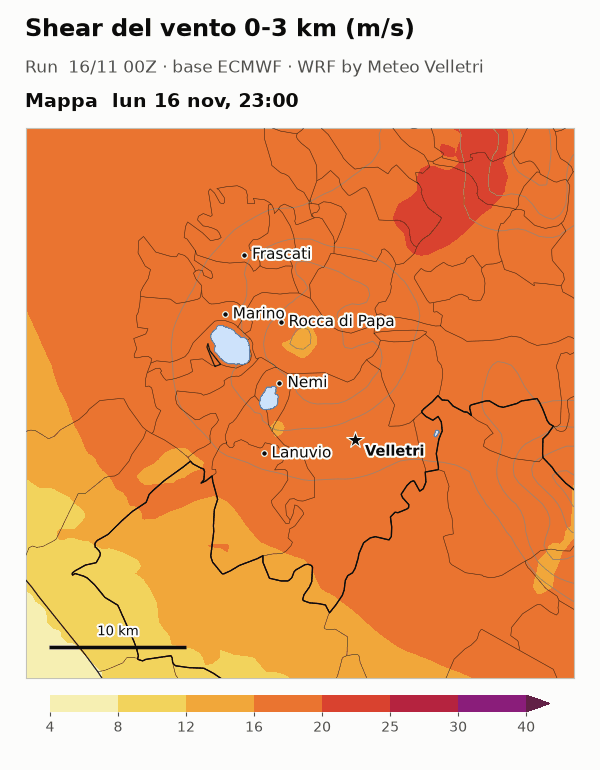 Shear del vento 0-3 km (m/s)
Run 16/11 00Z · base ECMWF · WRF by Meteo Velletri
Mappa lun 16 nov, 23:00
Frascati
Marino
Rocca di Papa
Nemi
Velletri
Lanuvio
10 km
4 8 12 16 20 25 30 40